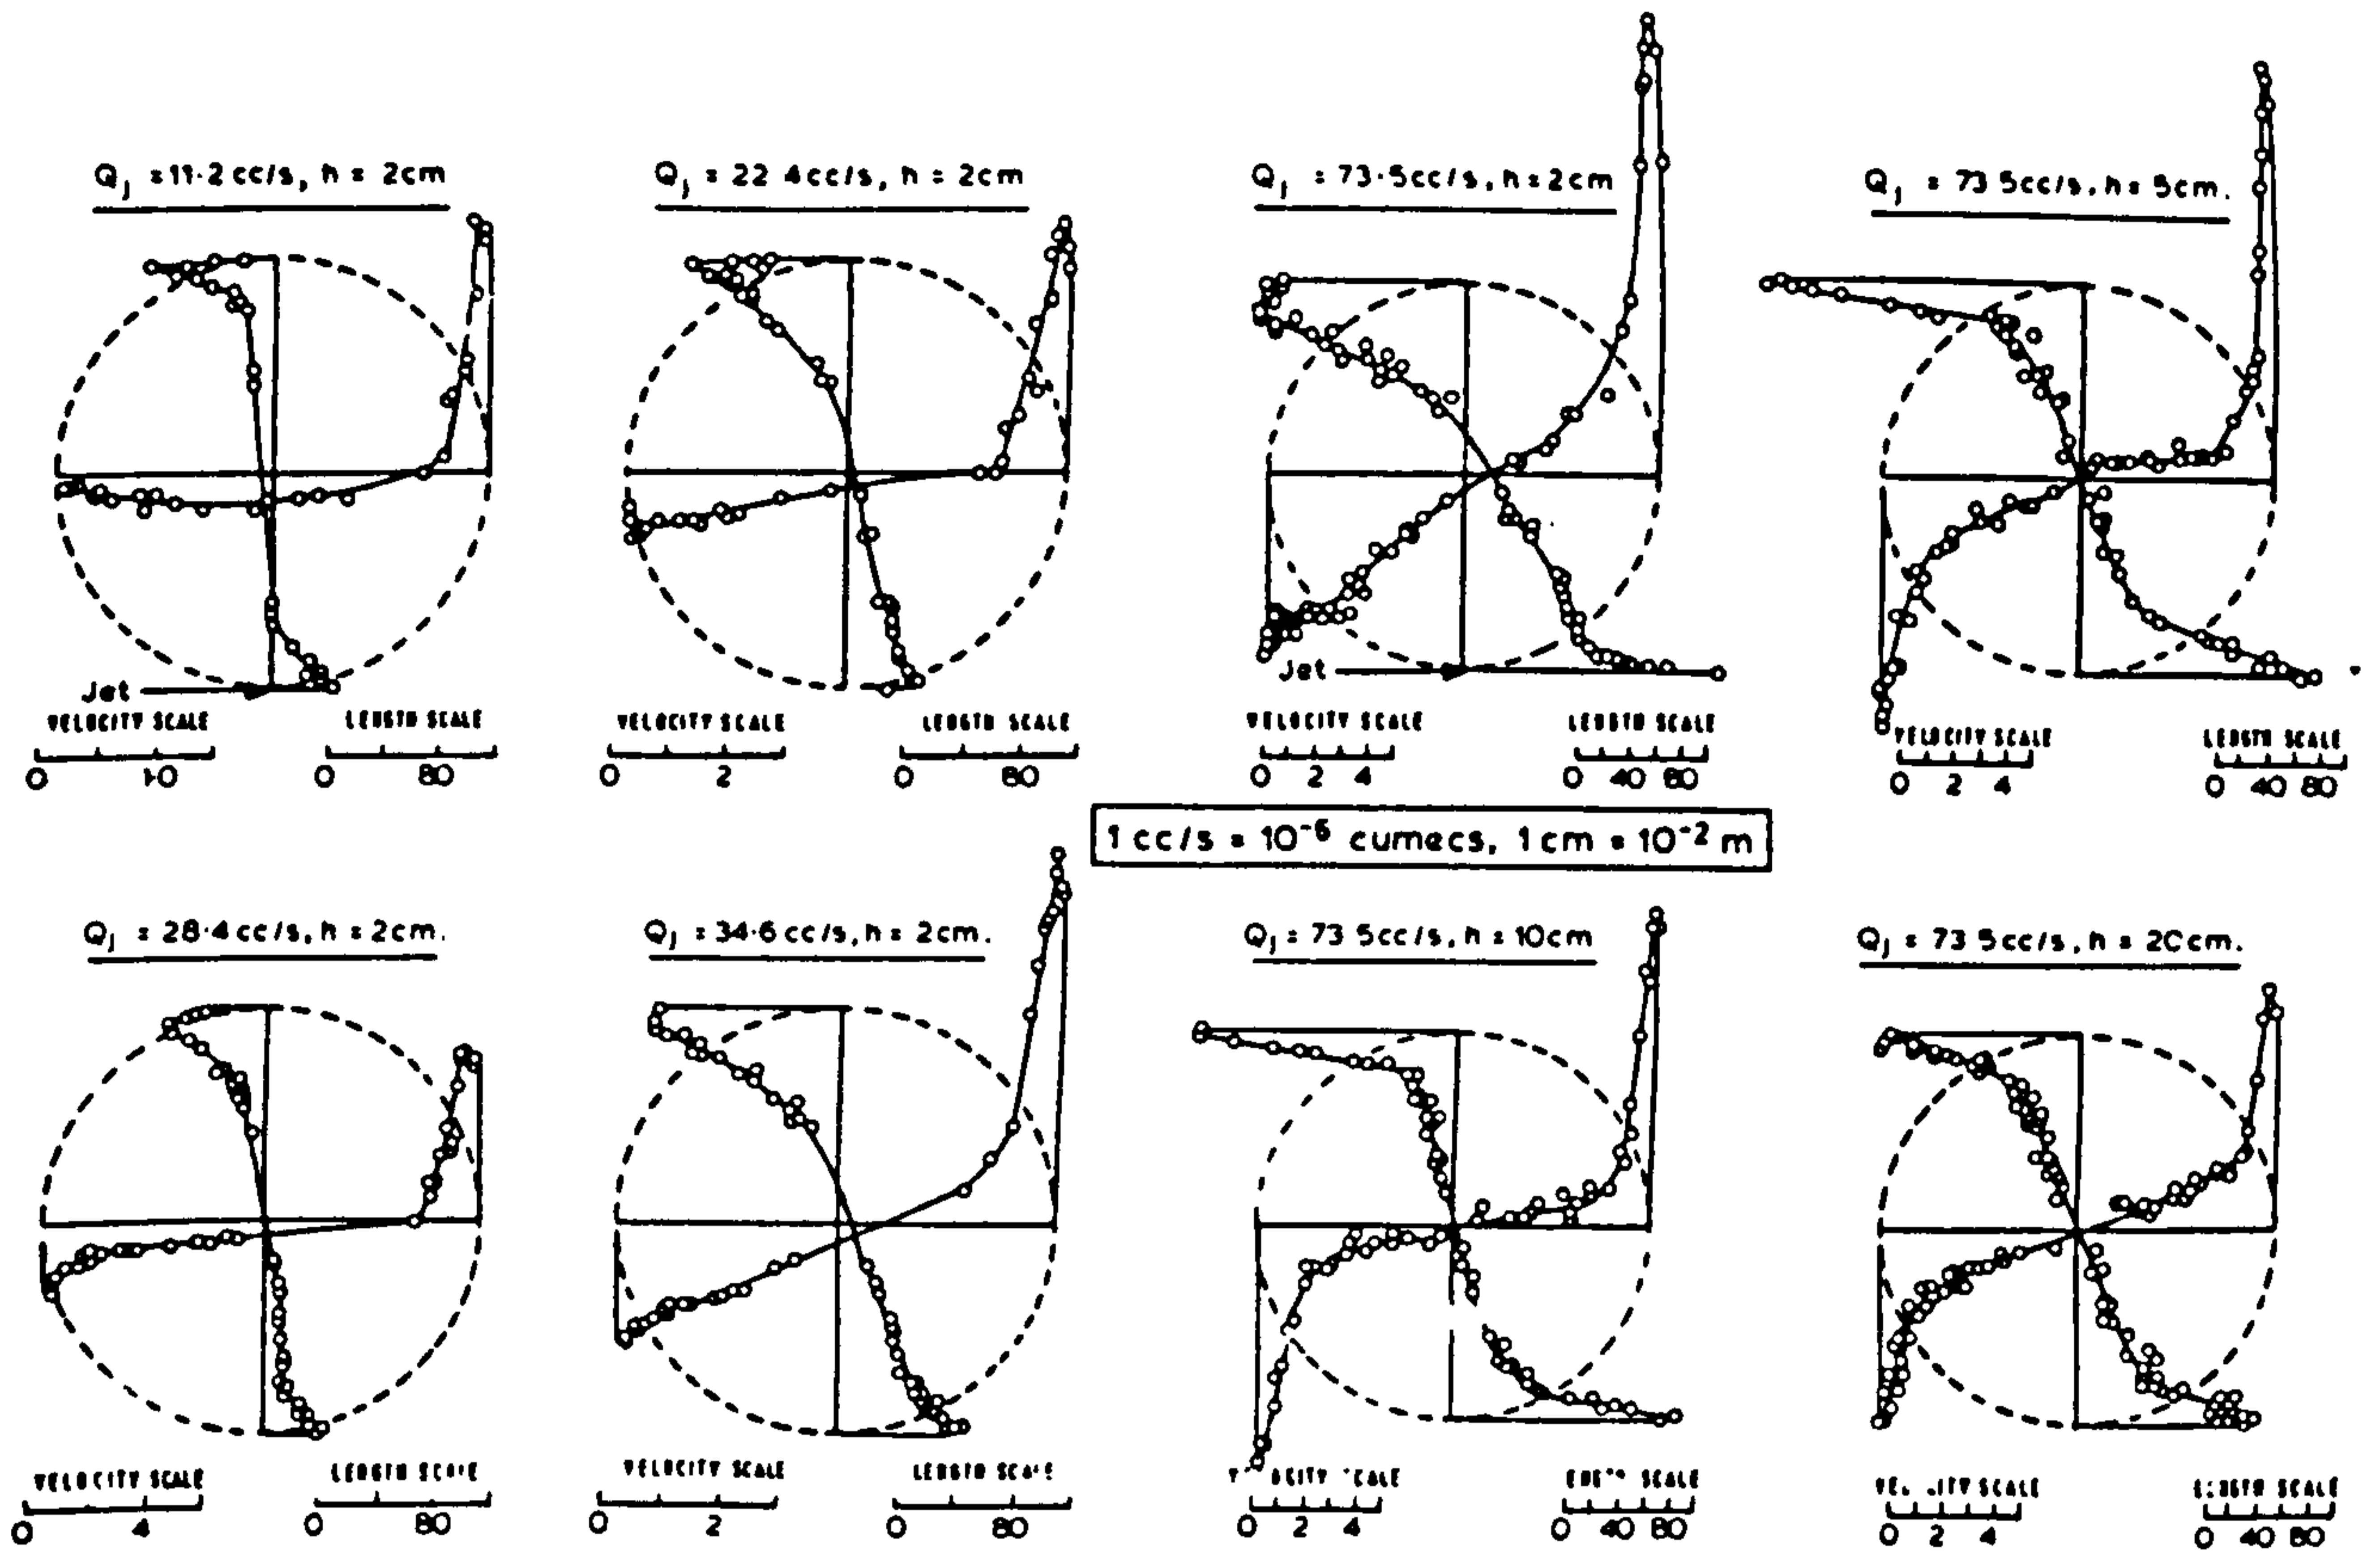 Qj = 11·2 cc/s, h = 2cm
Qj = 22 4cc/s, h = 2cm
Qj = 73·5cc/s, h = 2cm
Qj = 73 5cc/s, h = 5cm.
Jet
Jet
VELOCITY SCALE LENGTH SCALE
0 1·0 0 80
VELOCITY SCALE LENGTH SCALE
0 2 0 80
VELOCITY SCALE LENGTH SCALE
0 2 4 0 40 80
VELOCITY SCALE LENGTH SCALE
0 2 4 0 40 80
1 cc/s = 10⁻⁶ cumecs, 1 cm = 10⁻² m
Qj = 28·4 cc/s, h = 2cm.
Qj = 34·6 cc/s, h = 2cm.
Qj = 73 5cc/s, h = 10cm
Qj = 73 5cc/s, h = 20cm.
VELOCITY SCALE LENGTH SCALE
0 4 0 80
VELOCITY SCALE LENGTH SCALE
0 2 0 80
SCALE
0 2 4 0 40 80
SCALE LENGTH SCALE
0 2 4 0 40 80